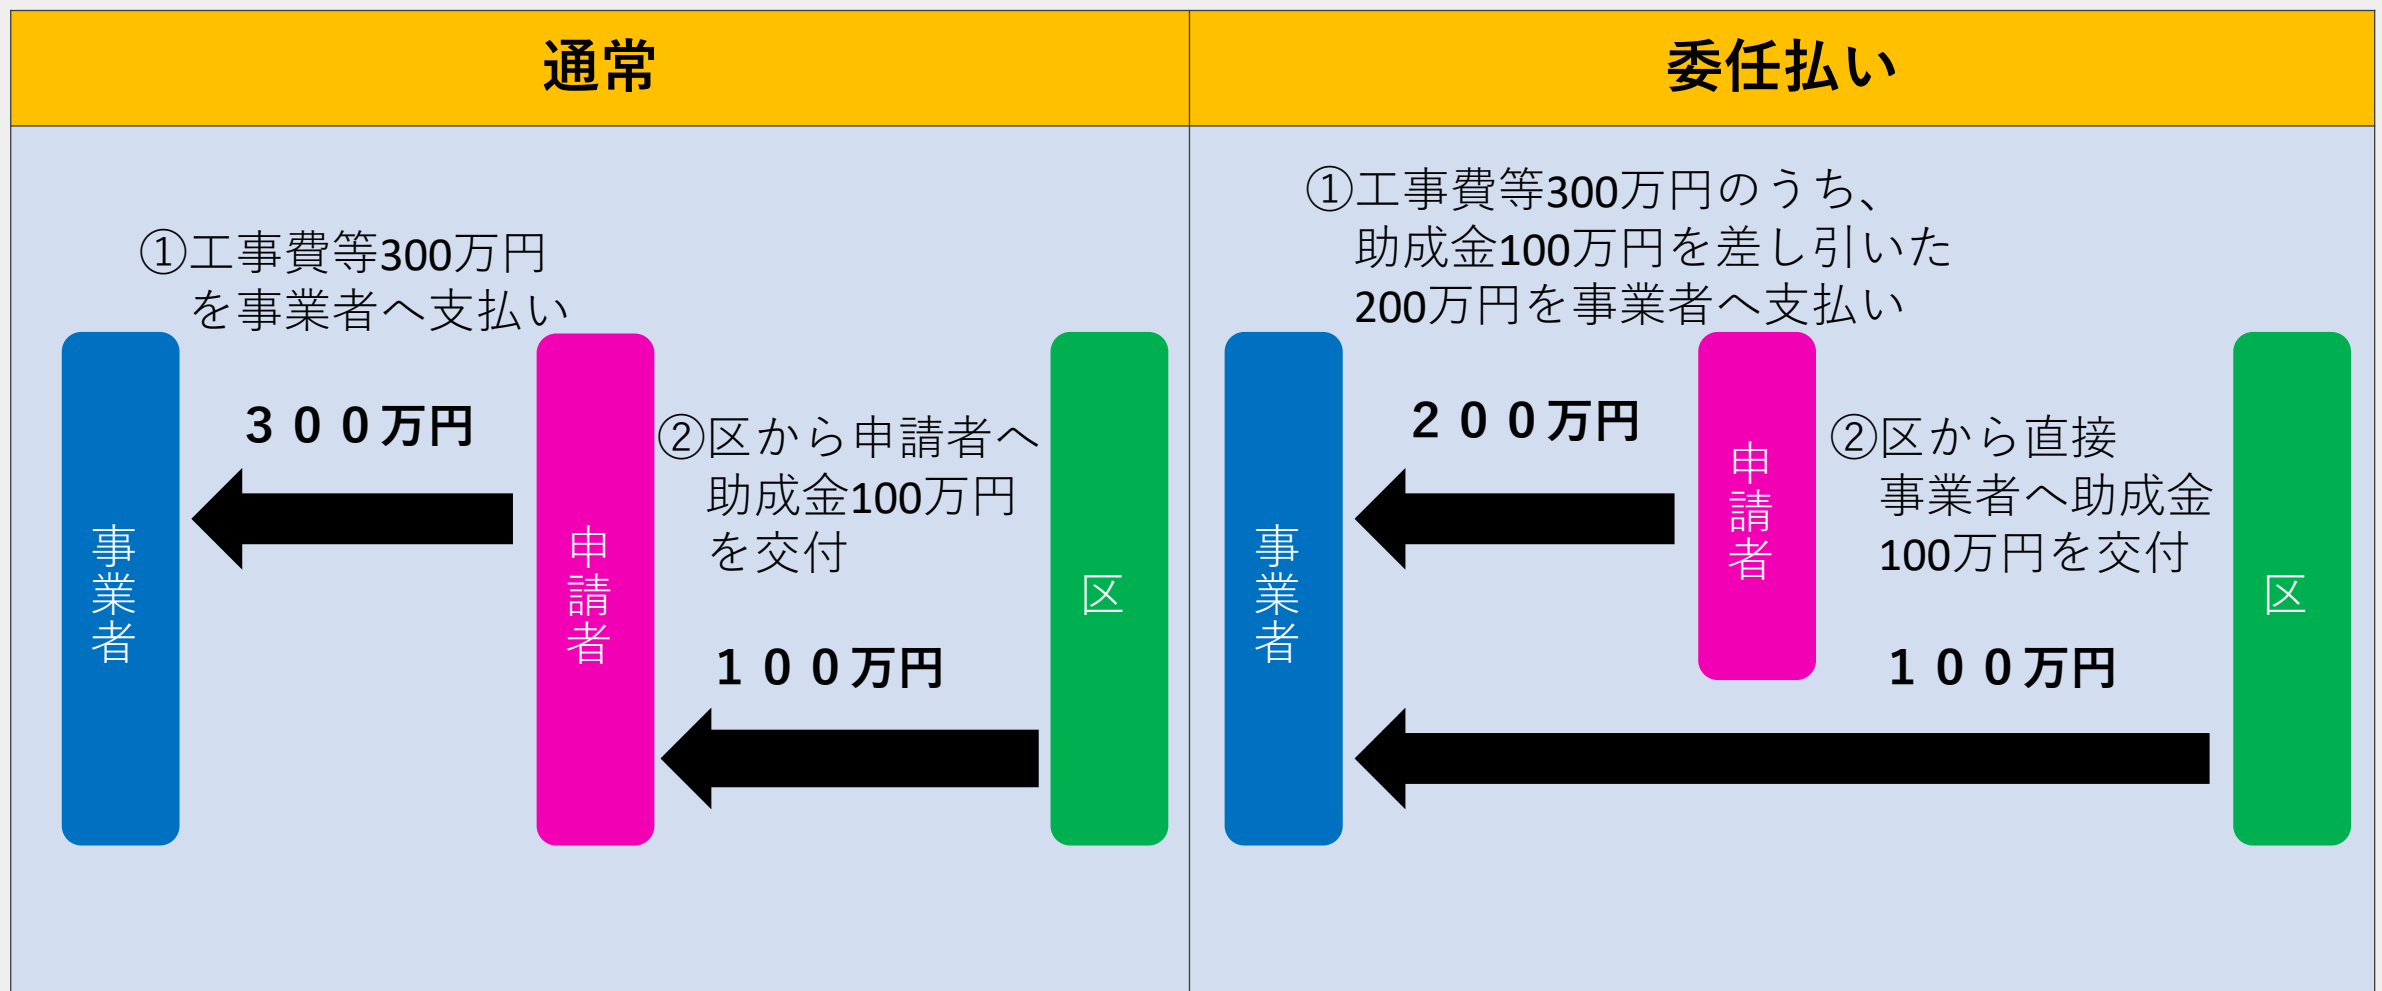 通常
①工事費等300万円
を事業者へ支払い
３００万円
②区から申請者へ
助成金100万円
を交付
１００万円
事業者
申請者
区
委任払い
①工事費等300万円のうち、
助成金100万円を差し引いた
200万円を事業者へ支払い
２００万円
②区から直接
事業者へ助成金
100万円を交付
１００万円
事業者
申請者
区